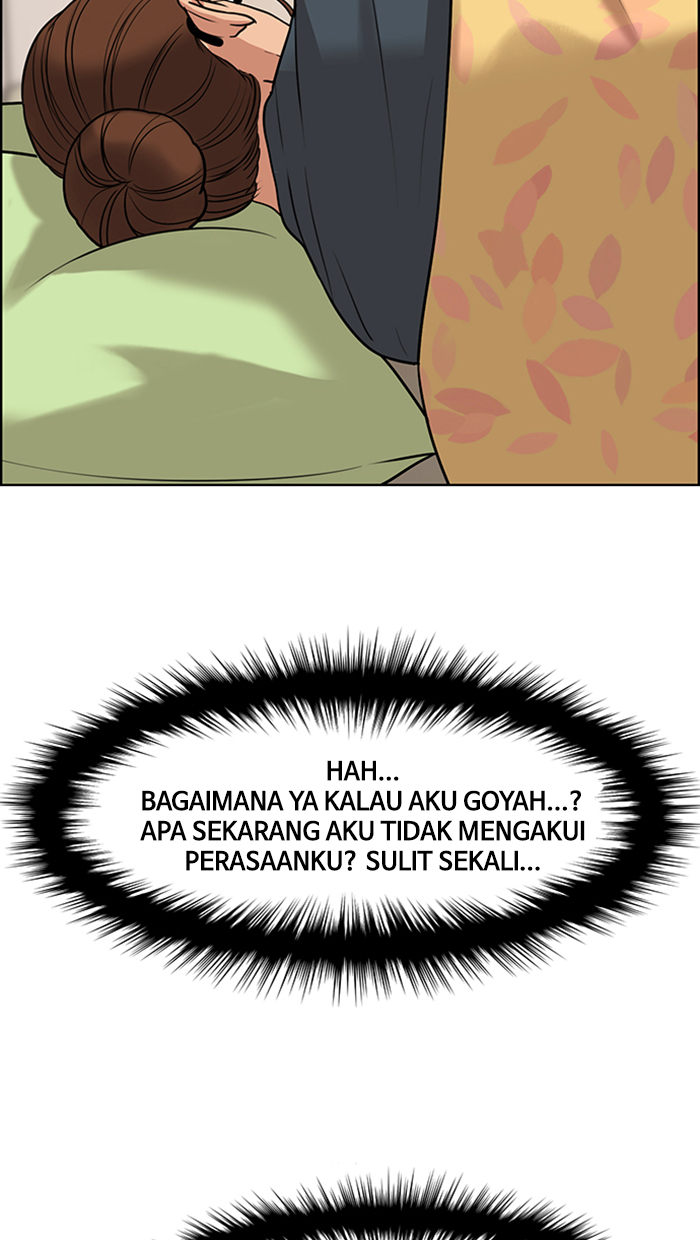 HAH...
BAGAIMANA YA KALAU AKU GOYAH...?
APA SEKARANG AKU TIDAK MENGAKUI
PERASAANKU? SULIT SEKALI...